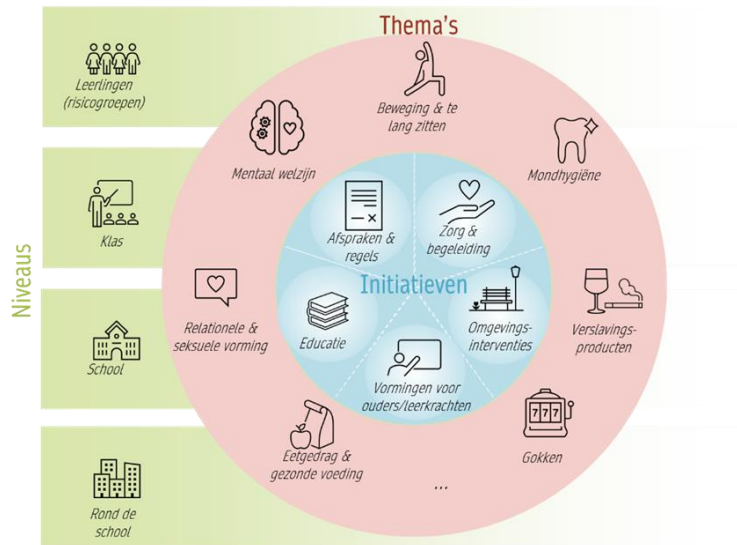 Thema's
Niveaus
Leerlingen
(risicogroepen)
Klas
School
Rond de
school
Beweging & te
lang zitten
Mentaal welzijn
Mondhygiëne
Relationele &
seksuele vorming
Verslavings-
producten
Eetgedrag &
gezonde voeding
777
Gokken
...
Initiatieven
Afspraken &
regels
Zorg &
begeleiding
Educatie
Omgevings-
interventies
Vormingen voor
ouders/leerkrachten